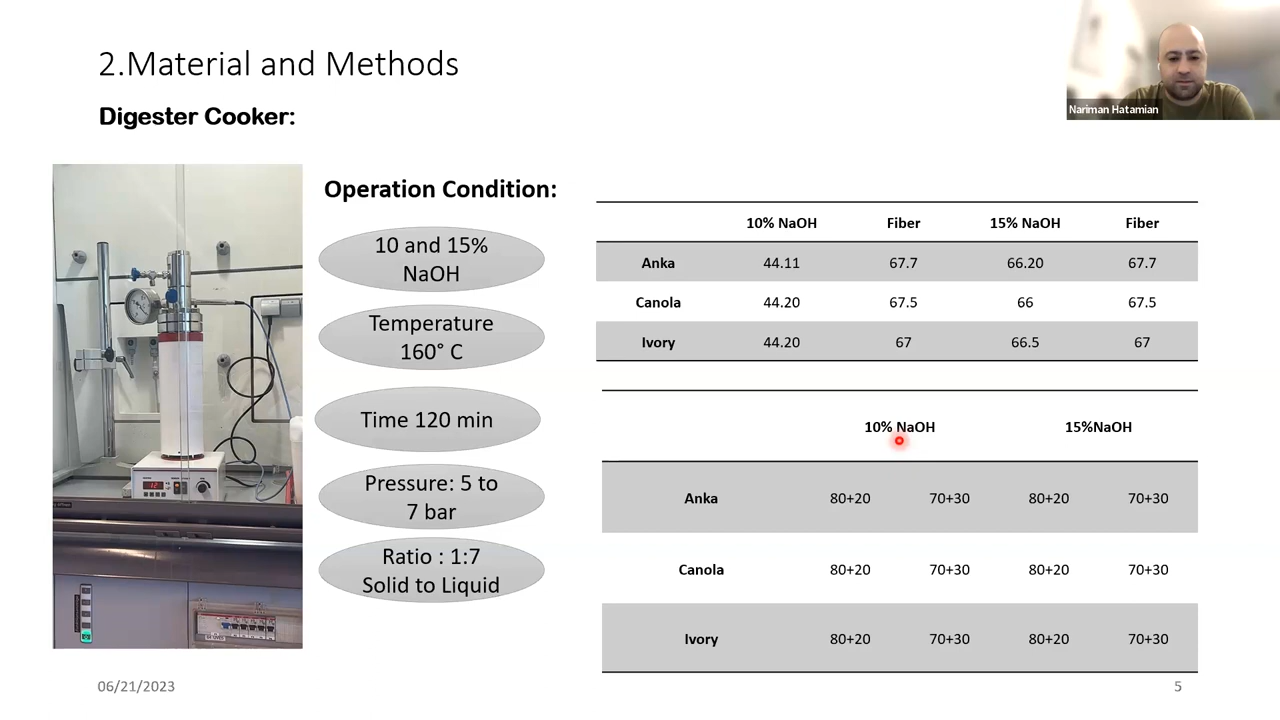 2.Material and Methods
Digester Cooker:
Nariman Hatamian
Operation Condition:
10 and 15%
NaOH
Temperature
160° C
Time 120 min
Pressure: 5 to
7 bar
Ratio : 1:7
Solid to Liquid
10% NaOH Fiber 15% NaOH Fiber
Anka 44.11 67.7 66.20 67.7
Canola 44.20 67.5 66 67.5
Ivory 44.20 67 66.5 67
10% NaOH 15%NaOH
Anka 80+20 70+30 80+20 70+30
Canola 80+20 70+30 80+20 70+30
Ivory 80+20 70+30 80+20 70+30
06/21/2023
5